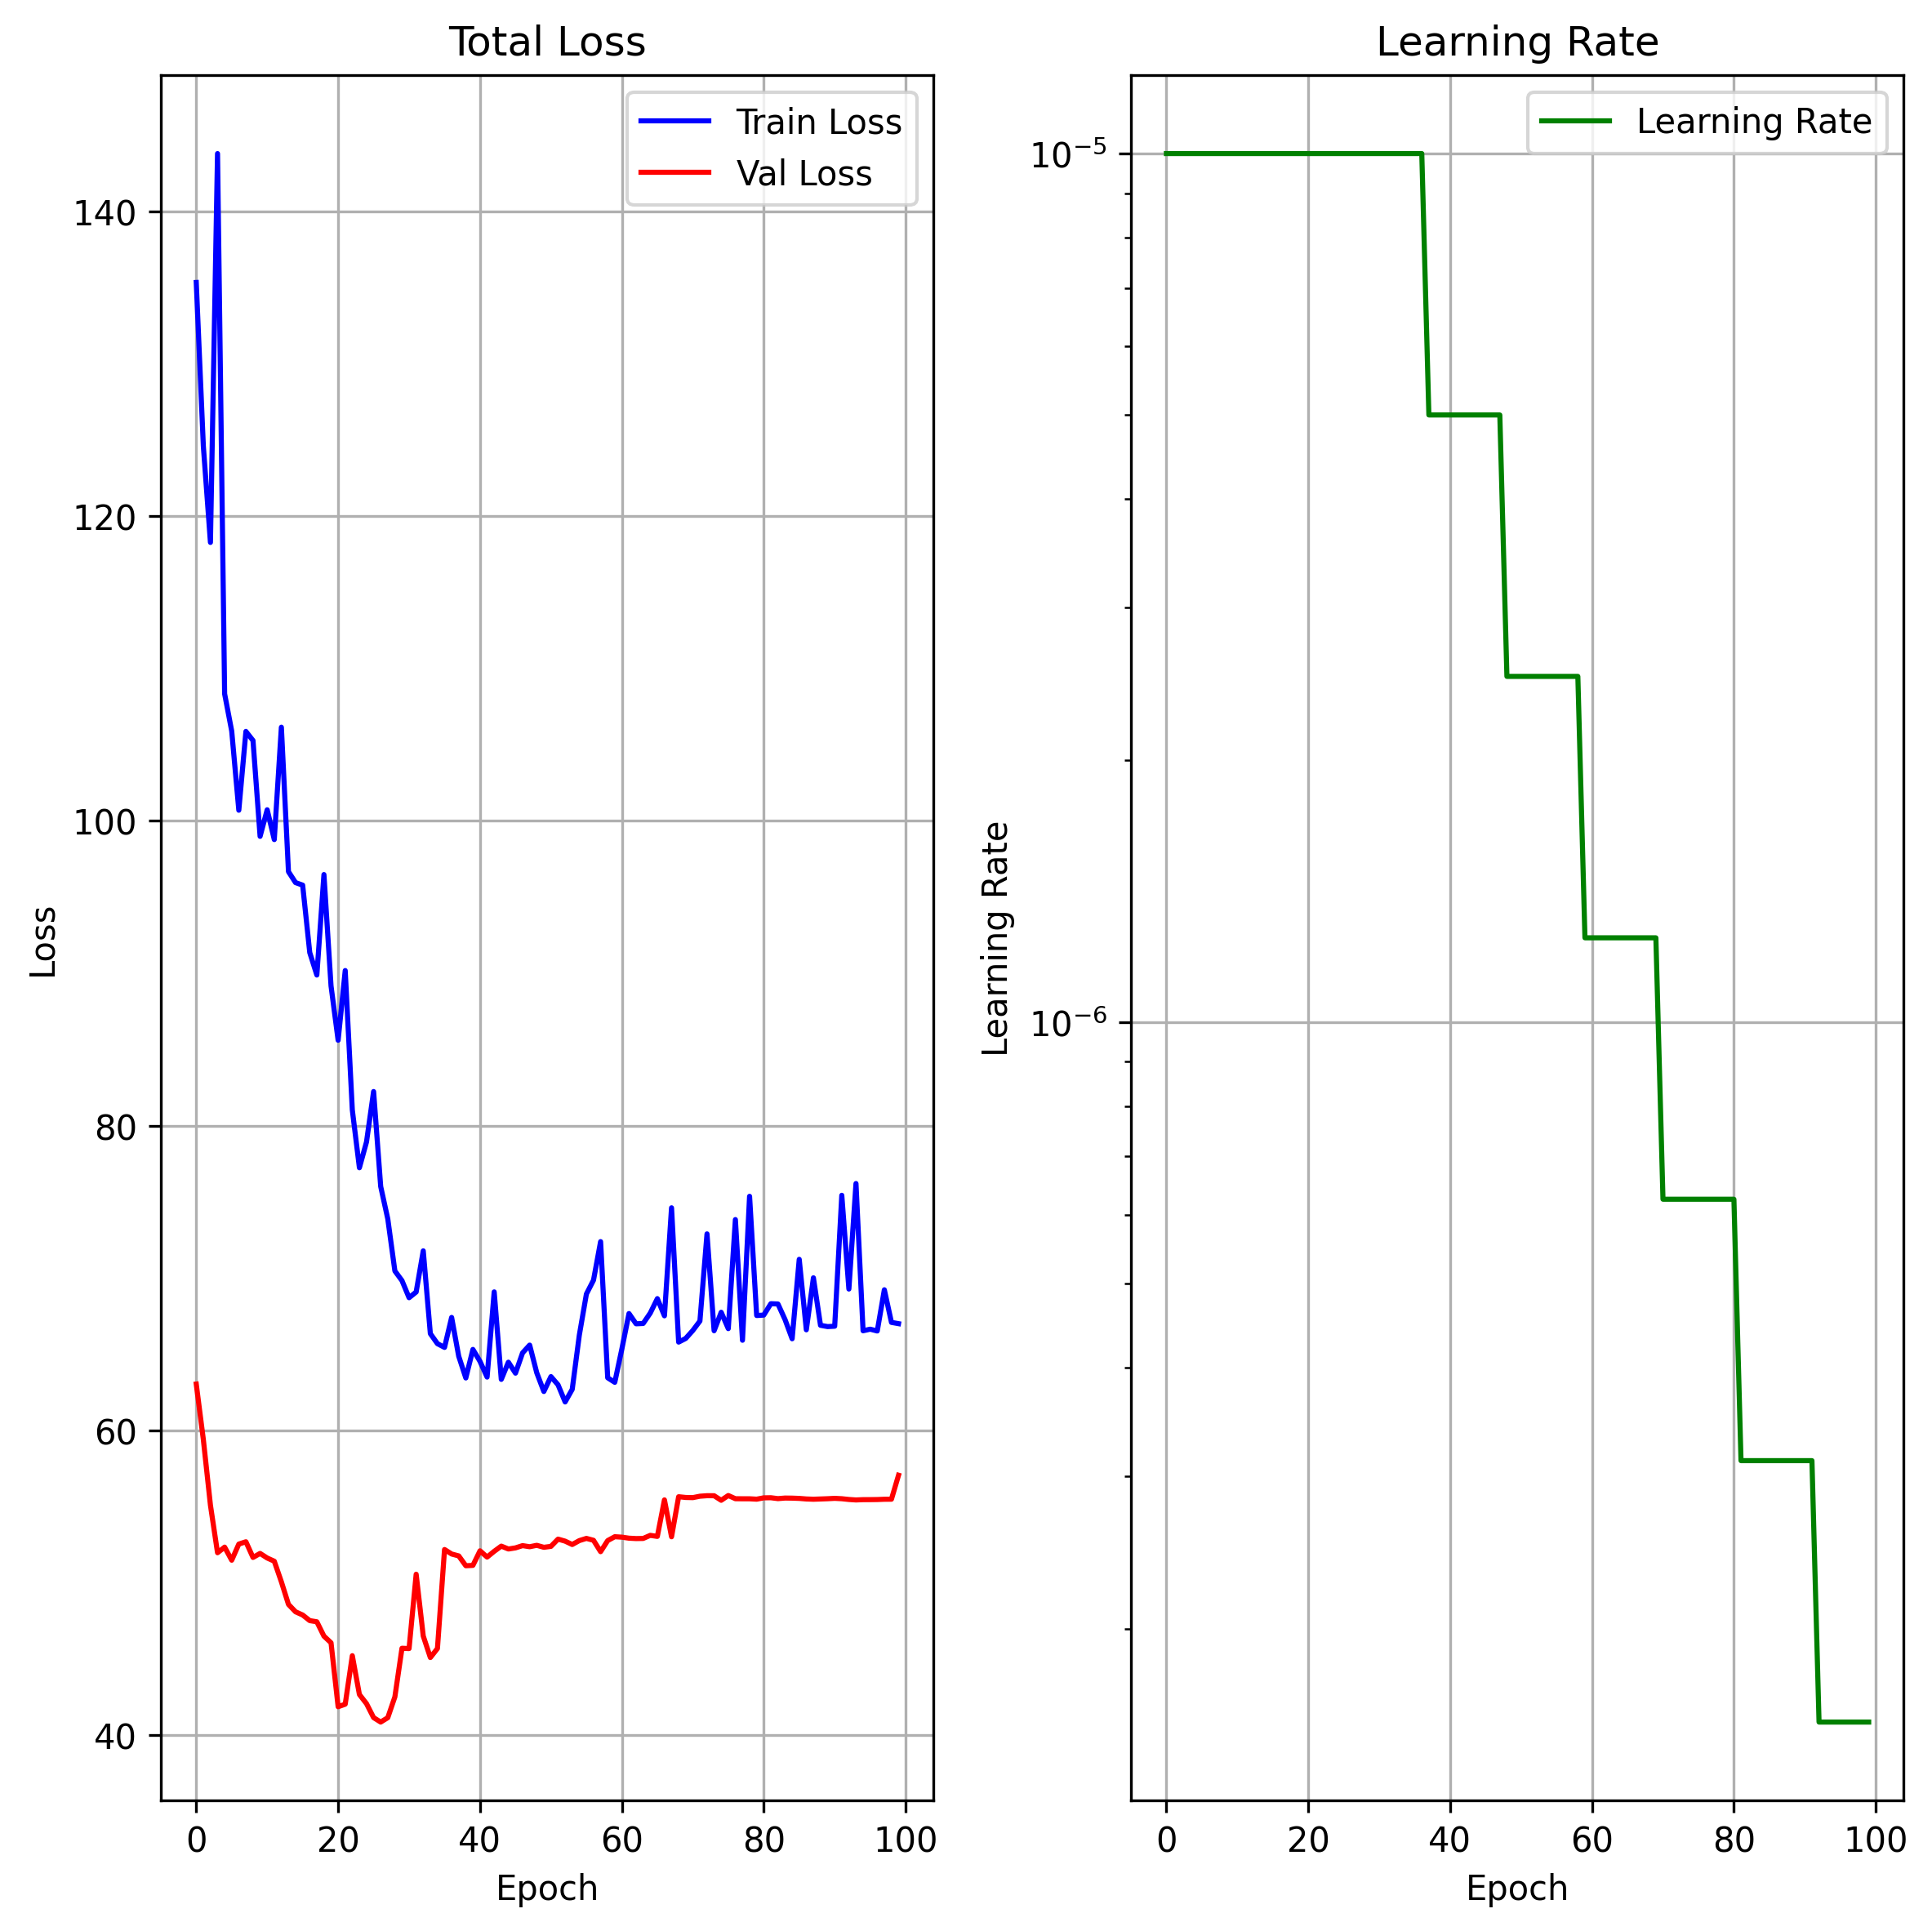 Total Loss
Train Loss
Val Loss
140
120
100
80
60
40
Loss
0 20 40 60 80 100
Epoch
Learning Rate
Learning Rate
10⁻⁵
10⁻⁶
Learning Rate
0 20 40 60 80 100
Epoch